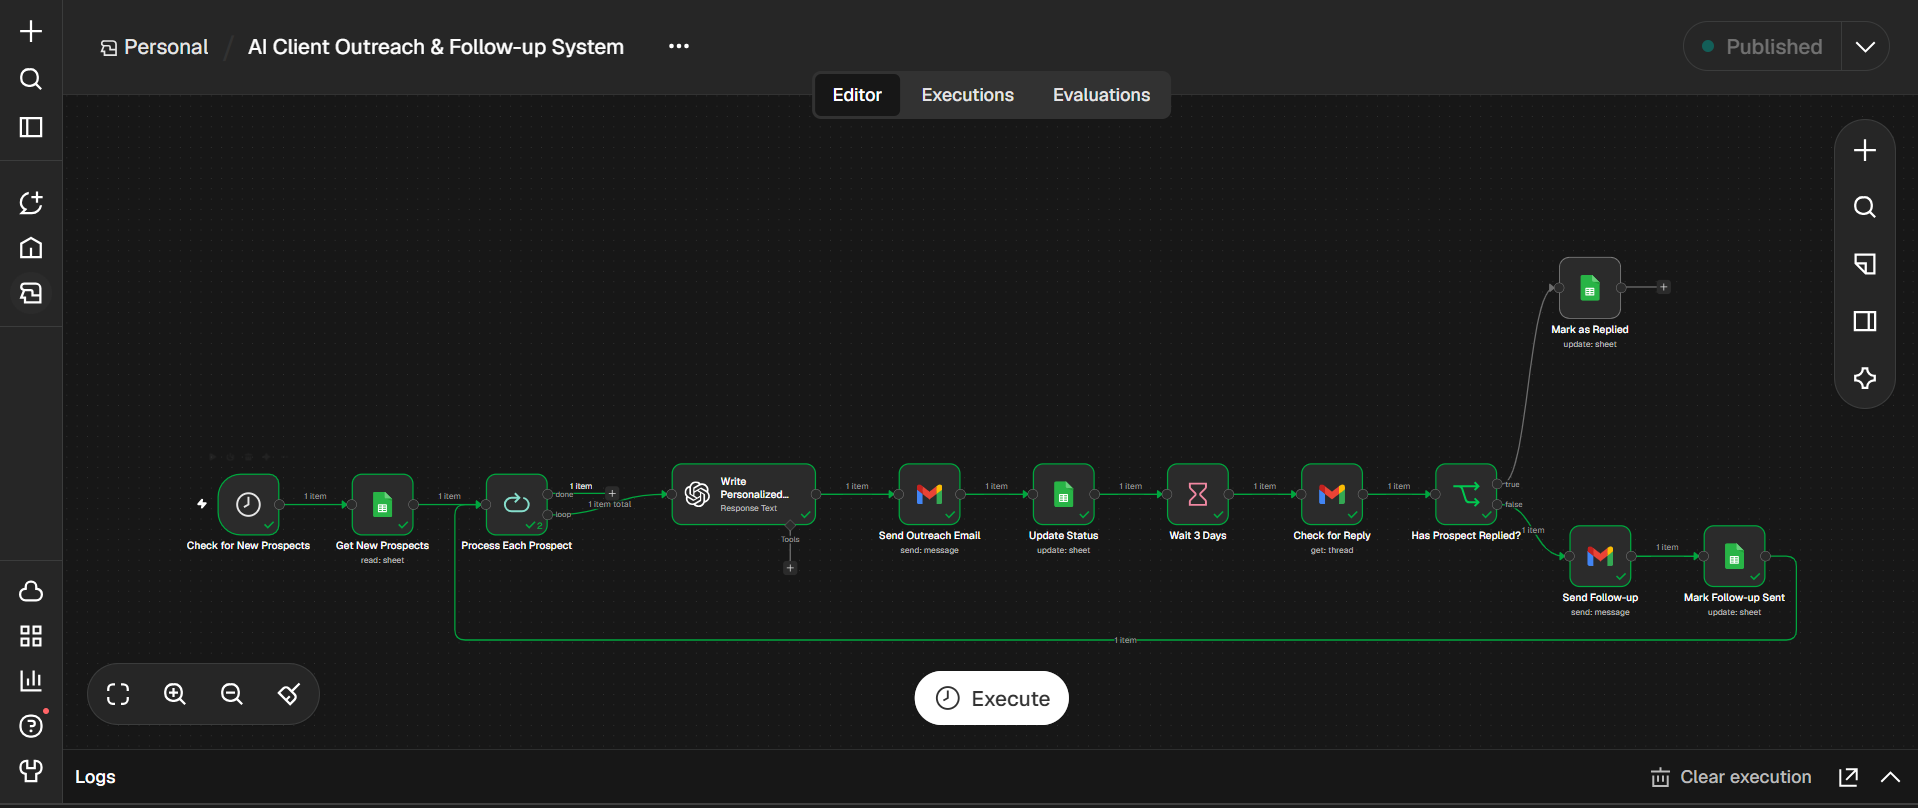 Personal / AI Client Outreach & Follow-up System
Published
Editor
Executions
Evaluations
Mark as Replied
update: sheet
Check for New Prospects
1 item
Get New Prospects
read: sheet
1 item
Process Each Prospect
2
done
loop
1 item
1 item total
Write
Personalized...
Response Text
Tools
1 item
Send Outreach Email
send: message
1 item
Update Status
update: sheet
1 item
Wait 3 Days
1 item
Check for Reply
get: thread
1 item
Has Prospect Replied?
true
false
1 item
Send Follow-up
send: message
1 item
Mark Follow-up Sent
update: sheet
1 item
Execute
Logs
Clear execution